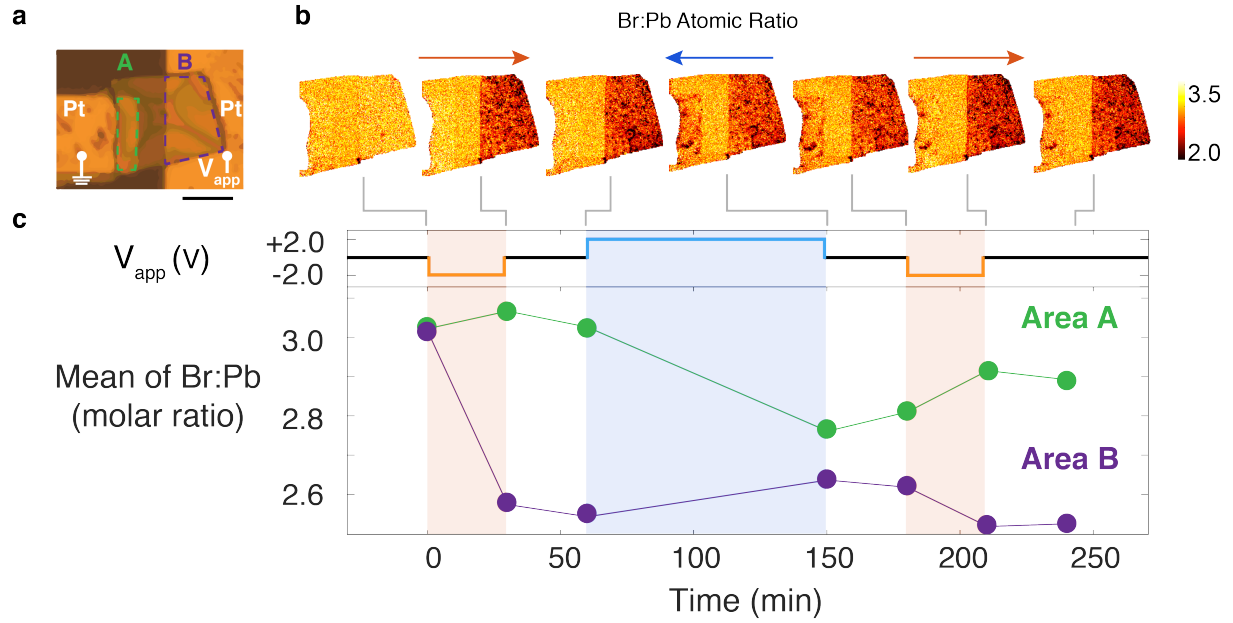 a
A
B
Pt
Pt
V app
b
Br:Pb Atomic Ratio
3.5
2.0
c
V app (V)
+2.0
-2.0
Mean of Br:Pb
(molar ratio)
3.0
2.8
2.6
Area A
Area B
0 50 100 150 200 250
Time (min)